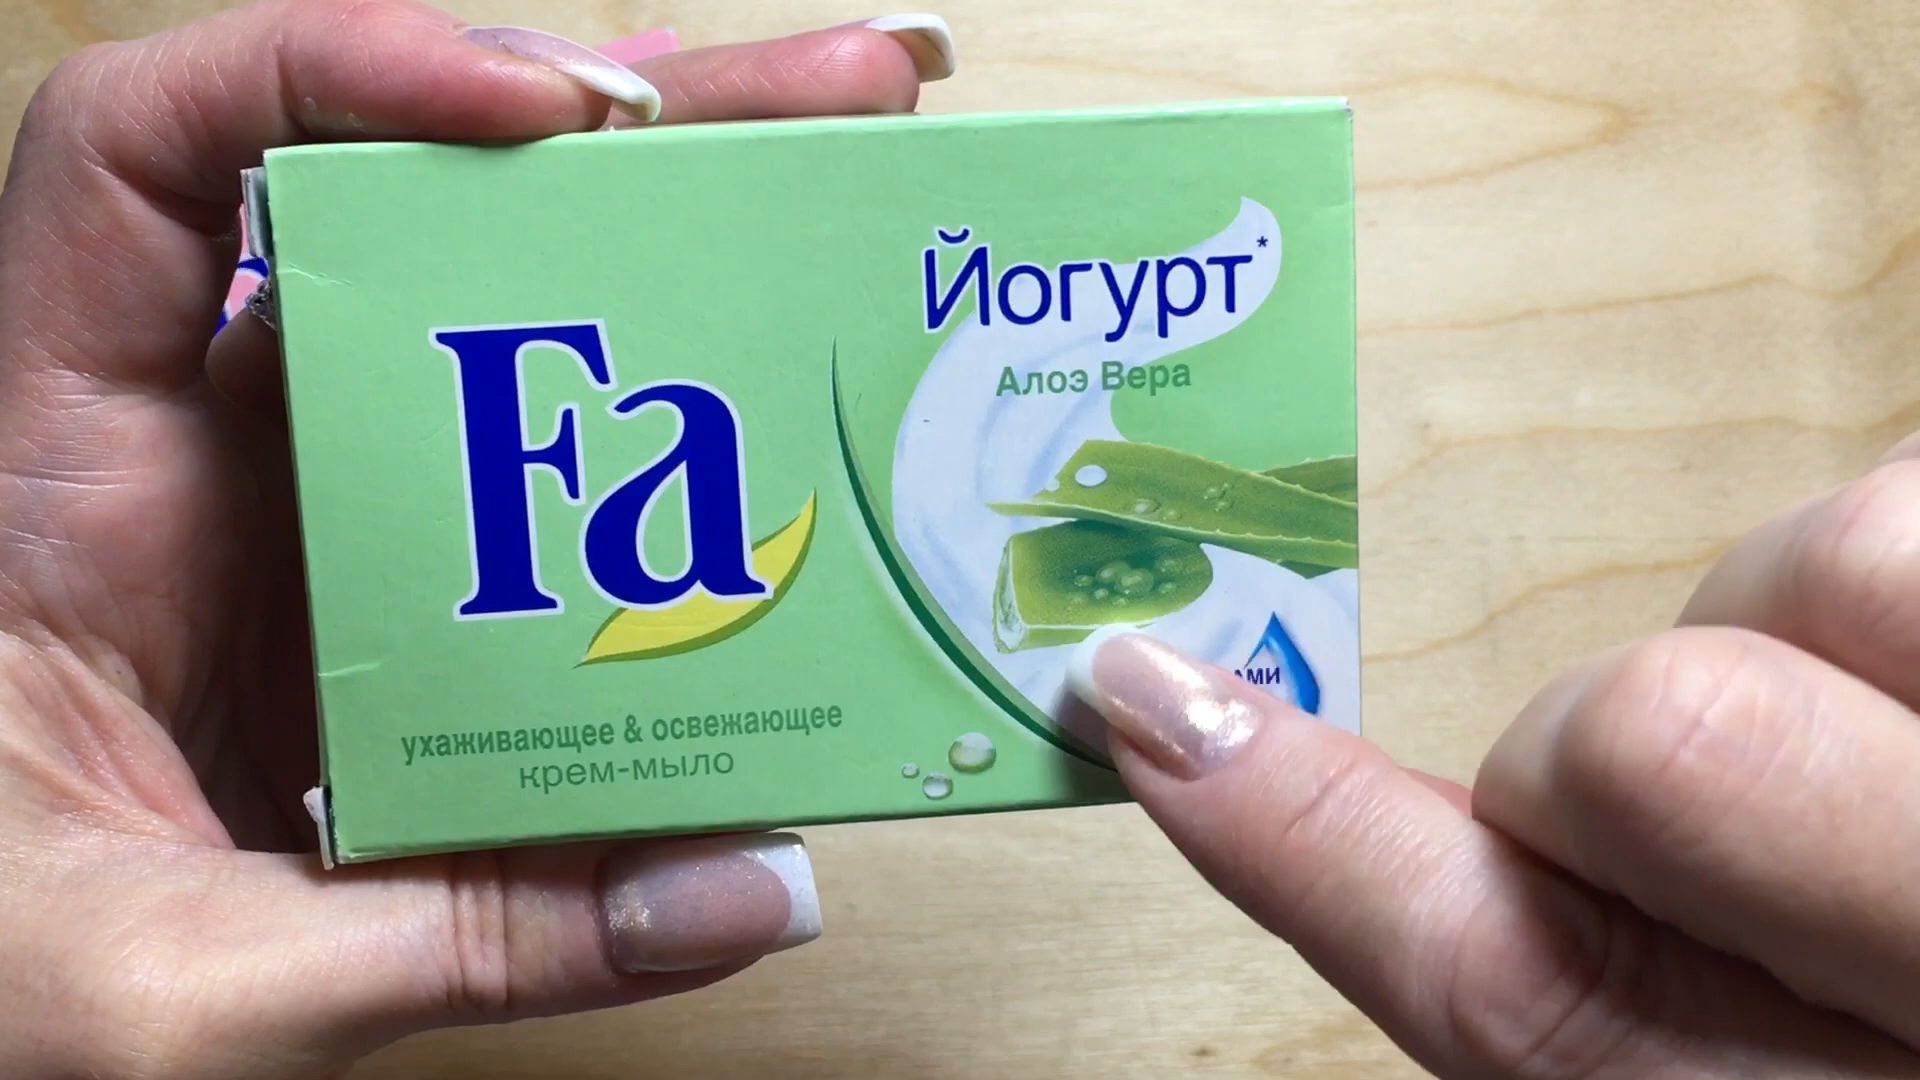 Fa
Йогурт*
Алоэ Вера
ухаживающее & освежающее
крем-мыло